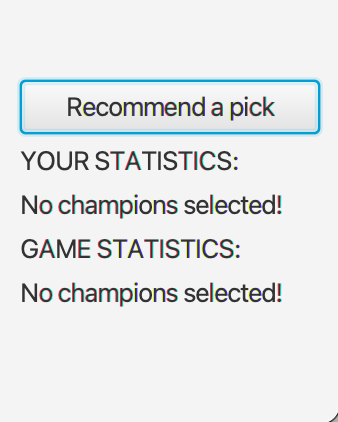 Recommend a pick
YOUR STATISTICS:
No champions selected!
GAME STATISTICS:
No champions selected!